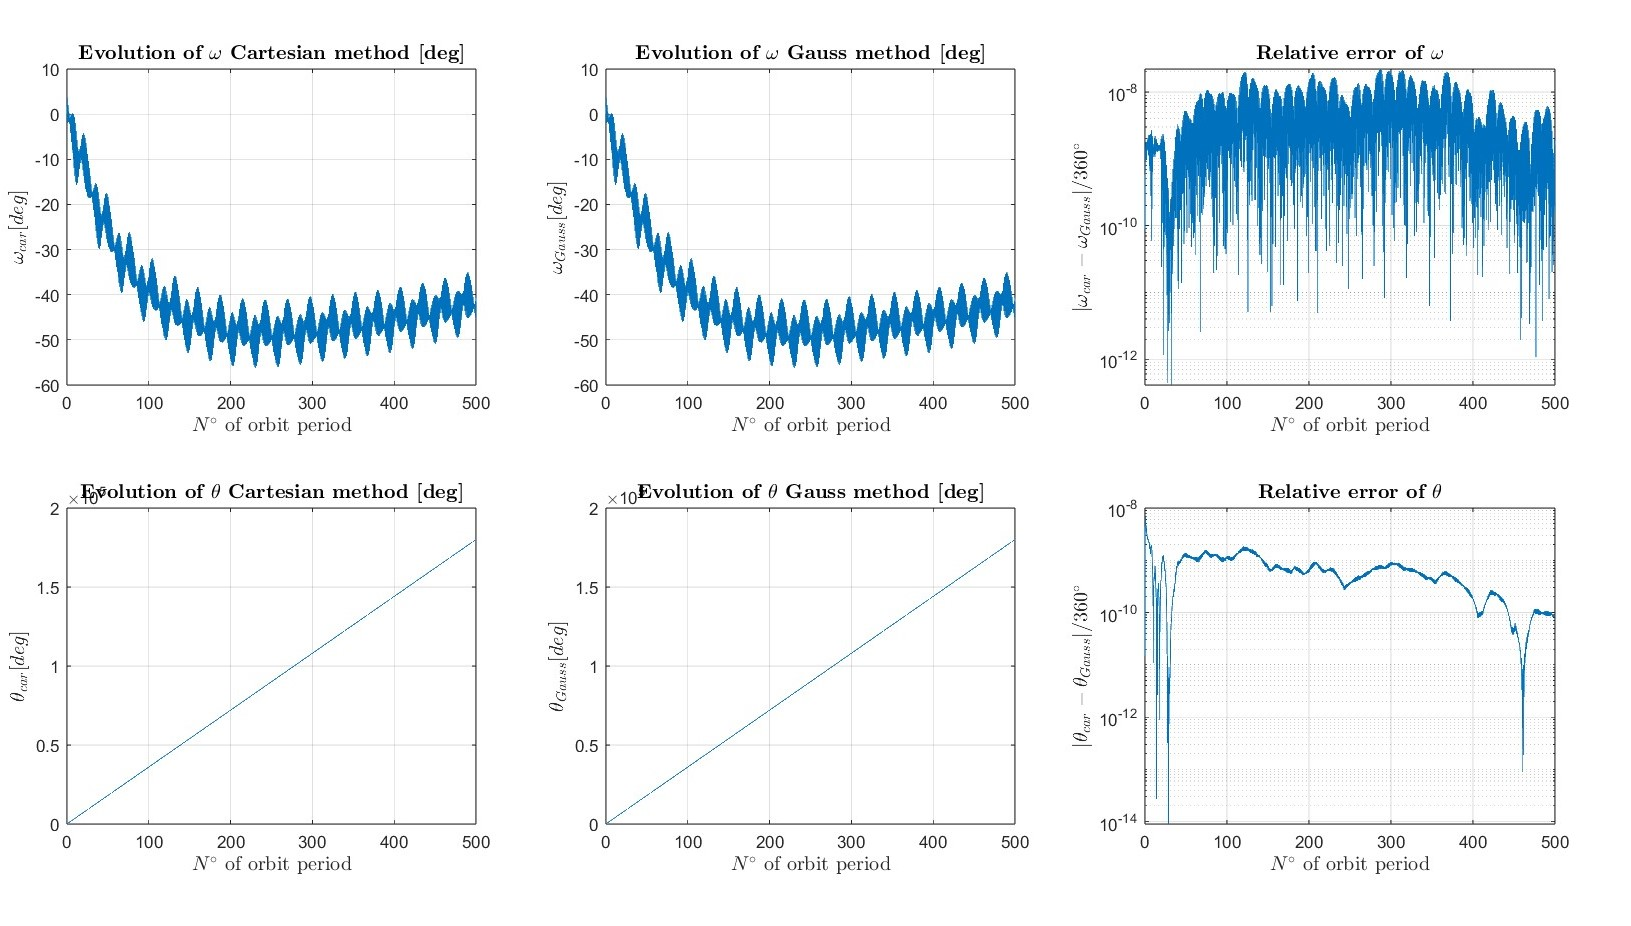 Evolution of ω Cartesian method [deg]
10
0
-10
-20
-30
-40
-50
-60
ω_car[deg]
0 100 200 300 400 500
N° of orbit period
Evolution of ω Gauss method [deg]
10
0
-10
-20
-30
-40
-50
-60
ω_Gauss[deg]
0 100 200 300 400 500
N° of orbit period
Relative error of ω
10^-8
10^-10
10^-12
|ω_car − ω_Gauss|/360°
0 100 200 300 400 500
N° of orbit period
Evolution of θ Cartesian method [deg]
2
1.5
1
0.5
0
θ_car[deg]
0 100 200 300 400 500
N° of orbit period
Evolution of θ Gauss method [deg]
2
1.5
1
0.5
0
θ_Gauss[deg]
0 100 200 300 400 500
N° of orbit period
Relative error of θ
10^-8
10^-10
10^-12
10^-14
|θ_car − θ_Gauss|/360°
0 100 200 300 400 500
N° of orbit period